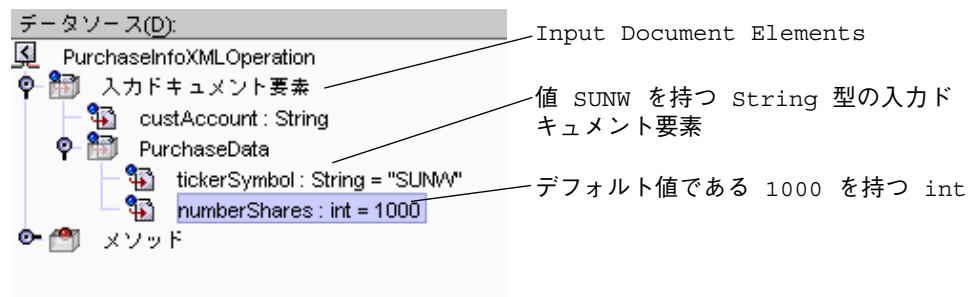 データソース(D):
PurchaseInfoXMLOperation
入力ドキュメント要素
custAccount : String
PurchaseData
tickerSymbol : String = "SUNW"
numberShares : int = 1000
メソッド
Input Document Elements
値 SUNW を持つ String 型の入力ド
キュメント要素
デフォルト値である 1000 を持つ int